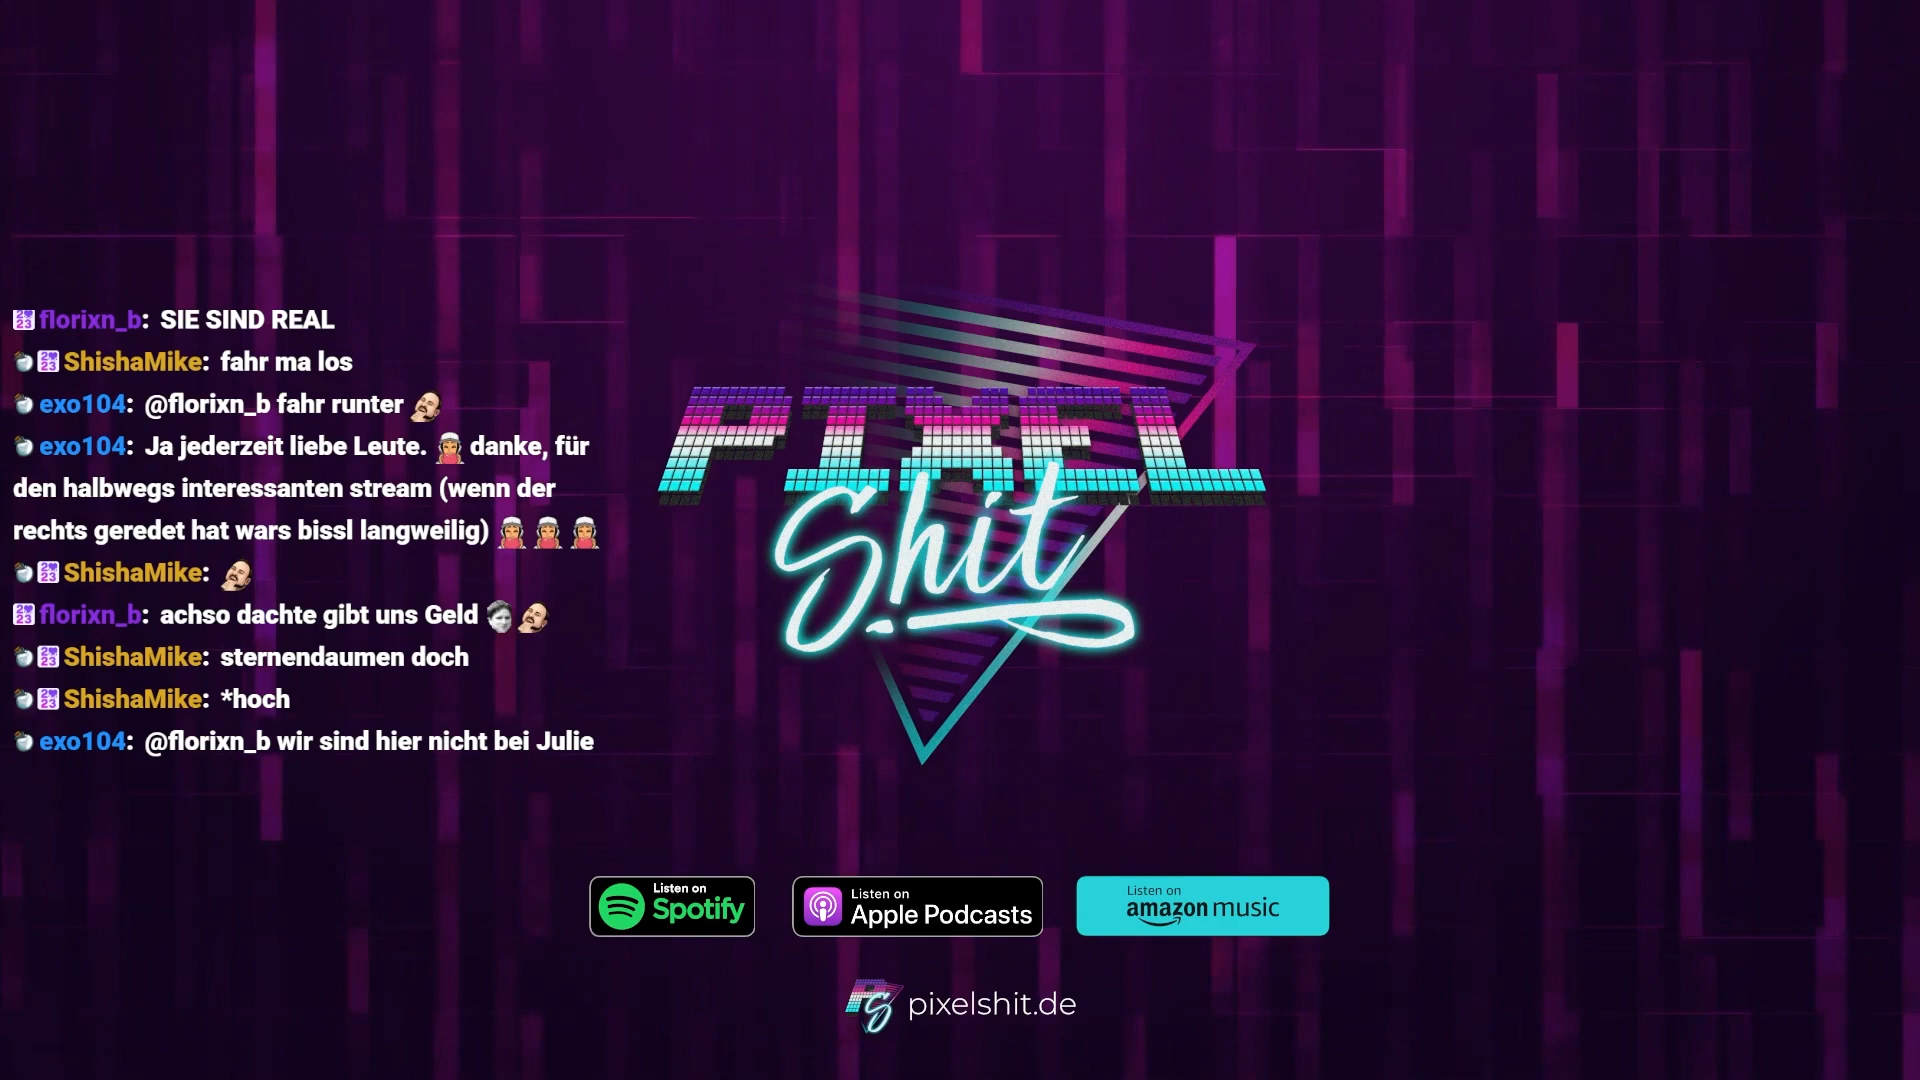 florixn_b: SIE SIND REAL
ShishaMike: fahr ma los
exo104: @florixn_b fahr runter
exo104: Ja jederzeit liebe Leute. danke, für
den halbwegs interessanten stream (wenn der
rechts geredet hat wars bissl langweilig)
ShishaMike:
florixn_b: achso dachte gibt uns Geld
ShishaMike: sternendaumen doch
ShishaMike: *hoch
exo104: @florixn_b wir sind hier nicht bei Julie
PIXEL
Shit
Listen on
Spotify
Listen on
Apple Podcasts
Listen on
amazon music
PS
pixelshit.de